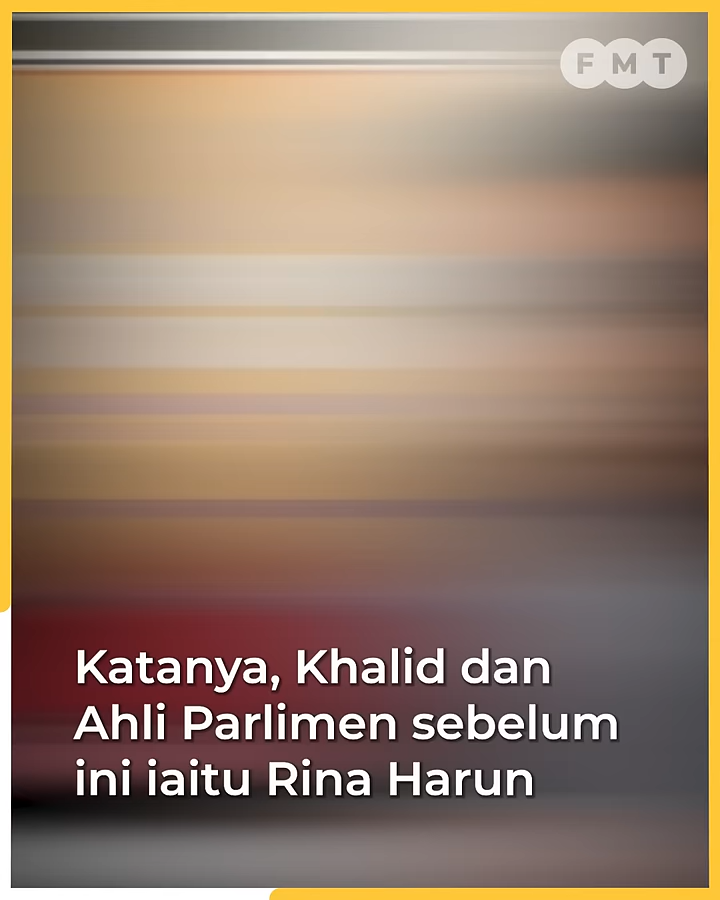 FMT
Katanya, Khalid dan
Ahli Parlimen sebelum
ini iaitu Rina Harun